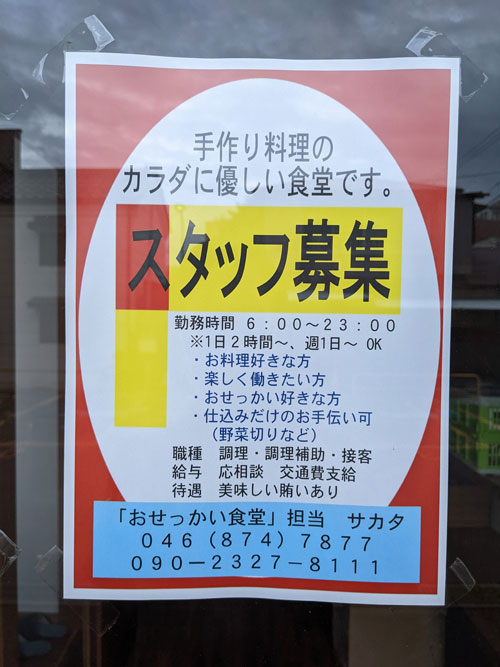 手作り料理の
カラダに優しい食堂です。
スタッフ募集
勤務時間 6:00～23:00
※1日2時間～、週1日～ OK
・お料理好きな方
・楽しく働きたい方
・おせっかい好きな方
・仕込みだけのお手伝い可
（野菜切りなど）
職種 調理・調理補助・接客
給与 応相談 交通費支給
待遇 美味しい賄いあり
「おせっかい食堂」担当 サカタ
046（874）7877
090－2327－8111